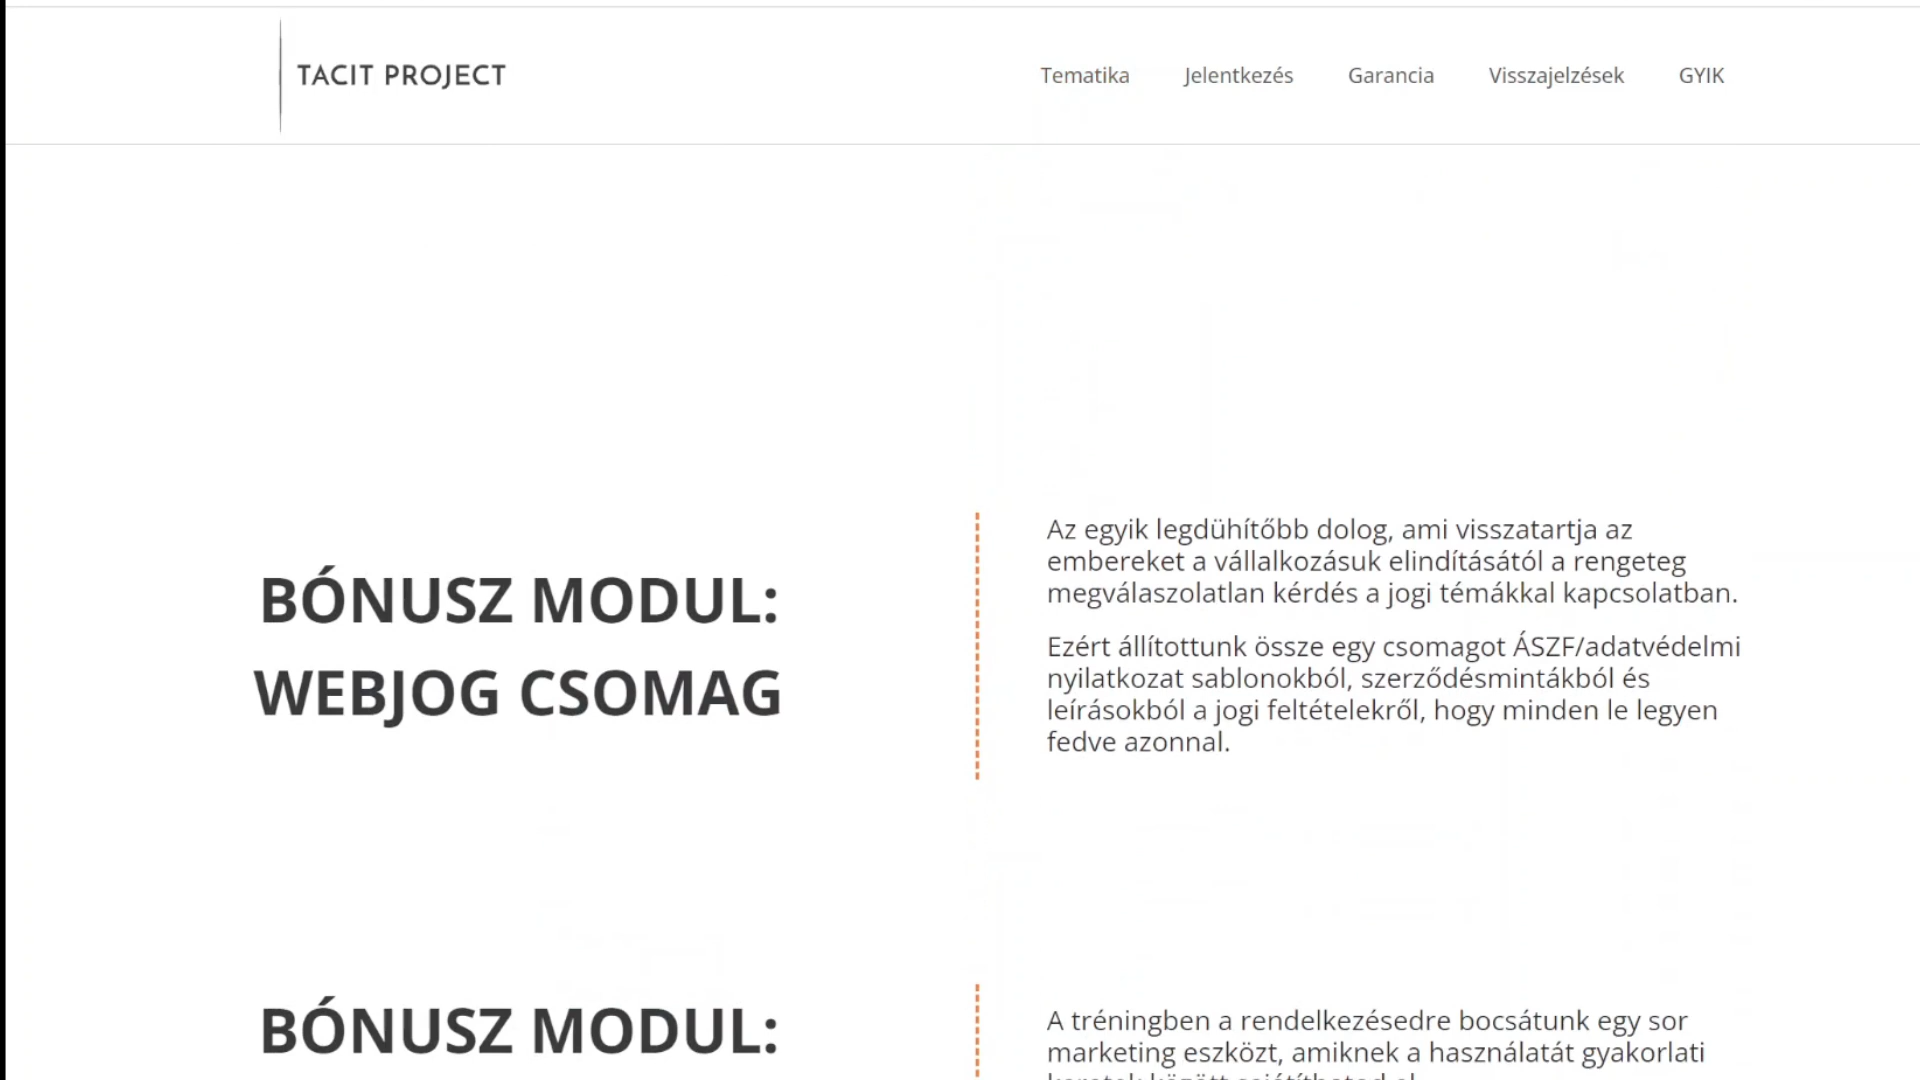 TACIT PROJECT
Tematika
Jelentkezés
Garancia
Visszajelzések
GYIK
BÓNUSZ MODUL:
WEBJOG CSOMAG
Az egyik legdühítőbb dolog, ami visszatartja az
embereket a vállalkozásuk elindításától a rengeteg
megválaszolatlan kérdés a jogi témákkal kapcsolatban.
Ezért állítottunk össze egy csomagot ÁSZF/adatvédelmi
nyilatkozat sablonokból, szerződésmintákból és
leírásokból a jogi feltételekről, hogy minden le legyen
fedve azonnal.
BÓNUSZ MODUL:
A tréningben a rendelkezésedre bocsátunk egy sor
marketing eszközt, amiknek a használatát gyakorlati